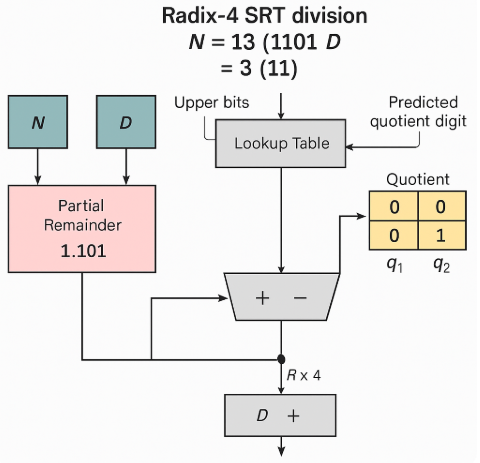 Radix-4 SRT division
N = 13 (1101 D
= 3 (11)
N
D
Upper bits
Predicted
quotient digit
Lookup Table
Partial
Remainder
1.101
Quotient
0 0
0 1
q1 q2
+ −
R x 4
D +